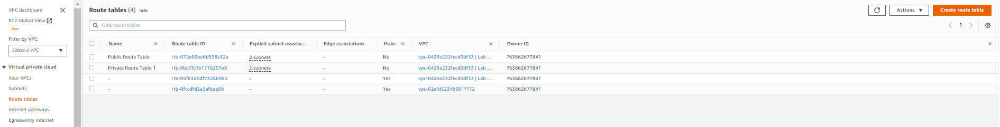 VPC dashboard
EC2 Global View
New
Filter by VPC:
Select a VPC
Virtual private cloud
Your VPCs
Subnets
Route tables
Internet gateways
Egress-only internet
Route tables (4) Info
Actions
Create route table
Filter route tables
1
Name Route table ID Explicit subnet associa... Edge associations Main VPC Owner ID
Public Route Table rtb-072e09be6b538e32a 2 subnets – No vpc-0425e232fecd0df33 | Lab ... 763662677841
Private Route Table 1 rtb-0bc75cfb1716207e8 2 subnets – No vpc-0425e232fecd0df33 | Lab ... 763662677841
– rtb-05f63d0df7328b96b – – Yes vpc-0425e232fecd0df33 | Lab ... 763662677841
– rtb-0fccdfd2a3afbae99 – – Yes vpc-02efd5234b001f772 763662677841